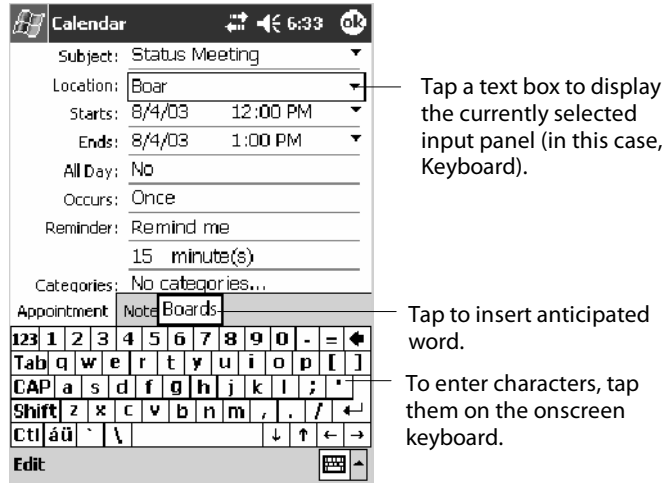 Calendar 6:33 ok
Subject: Status Meeting
Location: Boar
Starts: 8/4/03 12:00 PM
Ends: 8/4/03 1:00 PM
All Day: No
Occurs: Once
Reminder: Remind me
15 minute(s)
Categories: No categories...
Appointment Note Boards
123 1 2 3 4 5 6 7 8 9 0 - =
Tab q w e r t y u i o p [ ]
CAP a s d f g h j k l ; '
Shift z x c v b n m , . /
Ctl áü ` \
Edit
Tap a text box to display
the currently selected
input panel (in this case,
Keyboard).
Tap to insert anticipated
word.
To enter characters, tap
them on the onscreen
keyboard.